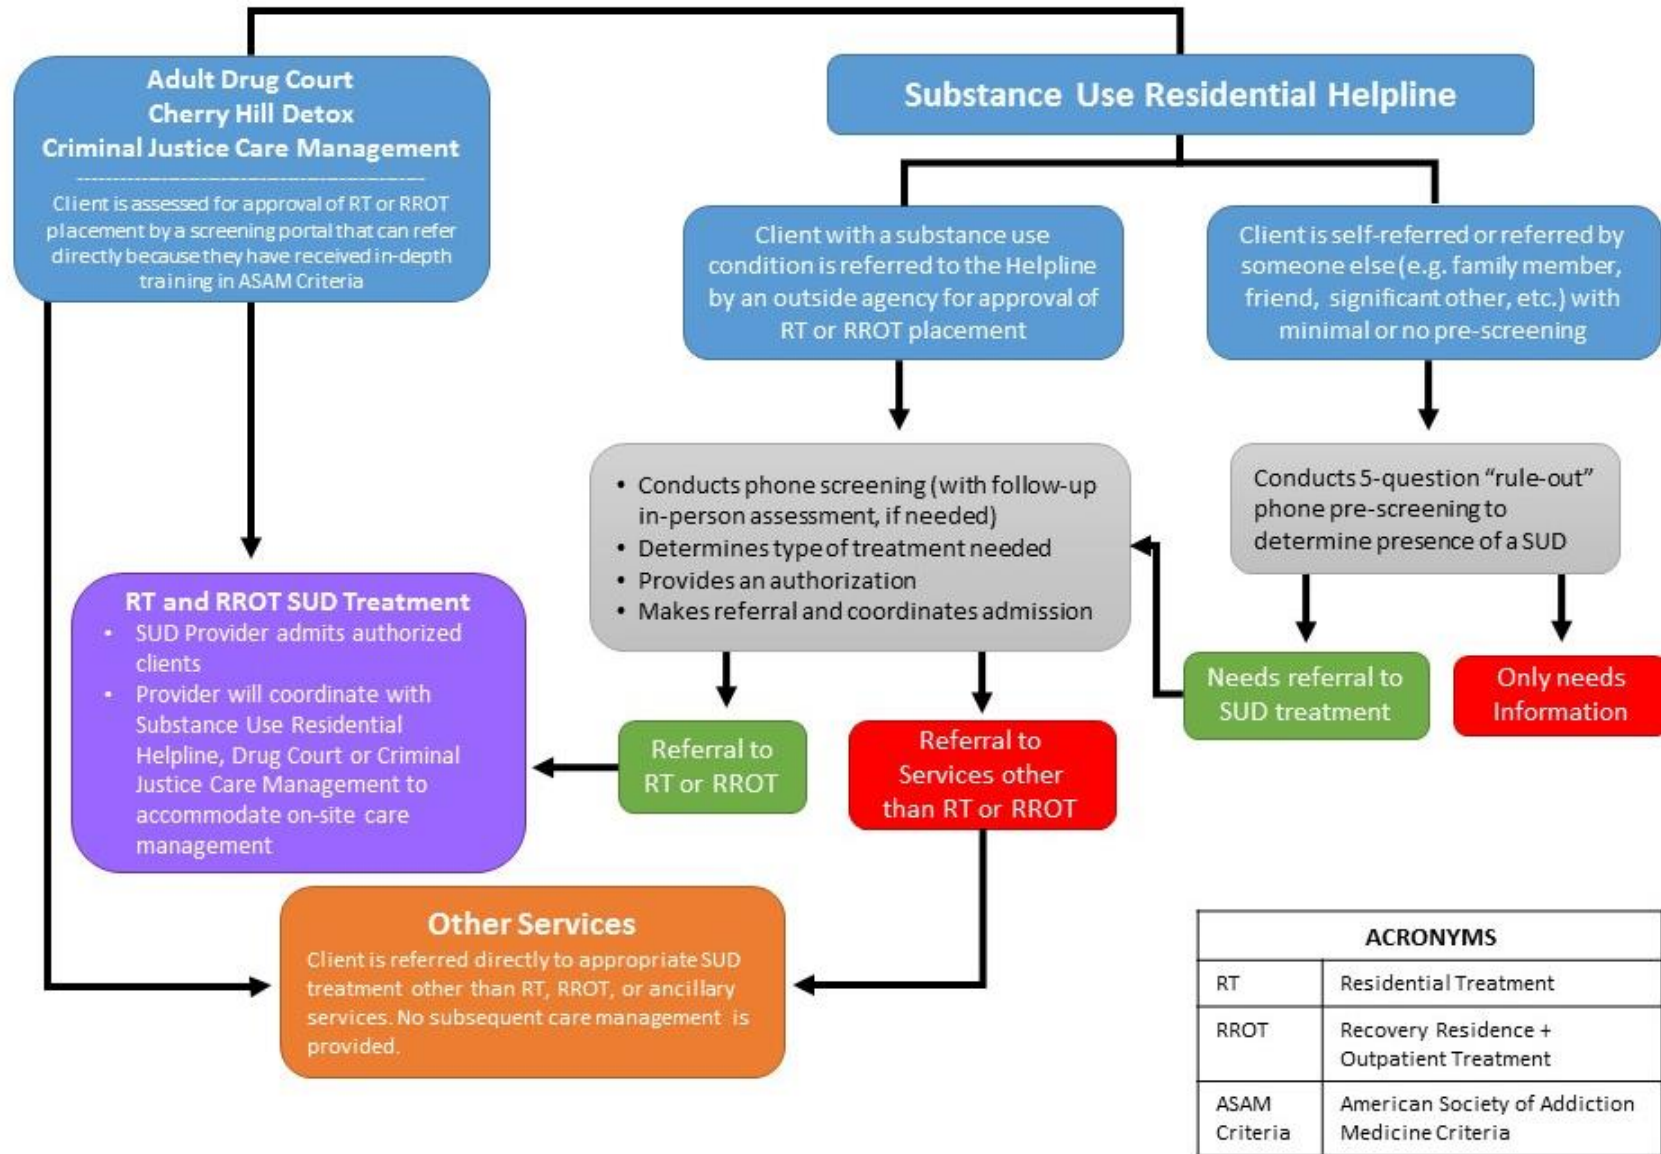 Adult Drug Court
Cherry Hill Detox
Criminal Justice Care Management
Client is assessed for approval of RT or RROT
placement by a screening portal that can refer
directly because they have received in-depth
training in ASAM Criteria
Substance Use Residential Helpline
Client with a substance use
condition is referred to the Helpline
by an outside agency for approval of
RT or RROT placement
Client is self-referred or referred by
someone else (e.g. family member,
friend, significant other, etc.) with
minimal or no pre-screening
• Conducts phone screening (with follow-up
in-person assessment, if needed)
• Determines type of treatment needed
• Provides an authorization
• Makes referral and coordinates admission
Conducts 5-question “rule-out”
phone pre-screening to
determine presence of a SUD
RT and RROT SUD Treatment
• SUD Provider admits authorized
clients
• Provider will coordinate with
Substance Use Residential
Helpline, Drug Court or Criminal
Justice Care Management to
accommodate on-site care
management
Referral to
RT or RROT
Referral to
Services other
than RT or RROT
Needs referral to
SUD treatment
Only needs
Information
Other Services
Client is referred directly to appropriate SUD
treatment other than RT, RROT, or ancillary
services. No subsequent care management is
provided.
ACRONYMS
RT Residential Treatment
RROT Recovery Residence +
Outpatient Treatment
ASAM American Society of Addiction
Criteria Medicine Criteria